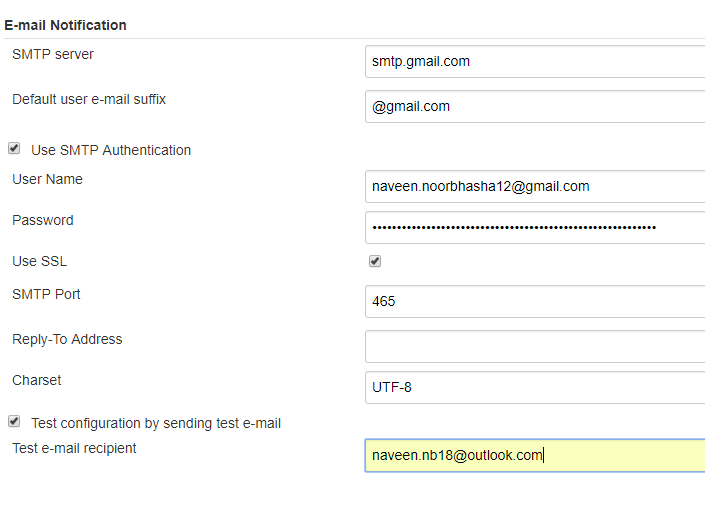 E-mail Notification
SMTP server
smtp.gmail.com
Default user e-mail suffix
@gmail.com
Use SMTP Authentication
User Name
naveen.noorbhasha12@gmail.com
Password
••••••••••••••••••••••••••••••••••••••••••••••••••••••••••
Use SSL
SMTP Port
465
Reply-To Address
Charset
UTF-8
Test configuration by sending test e-mail
Test e-mail recipient
naveen.nb18@outlook.com